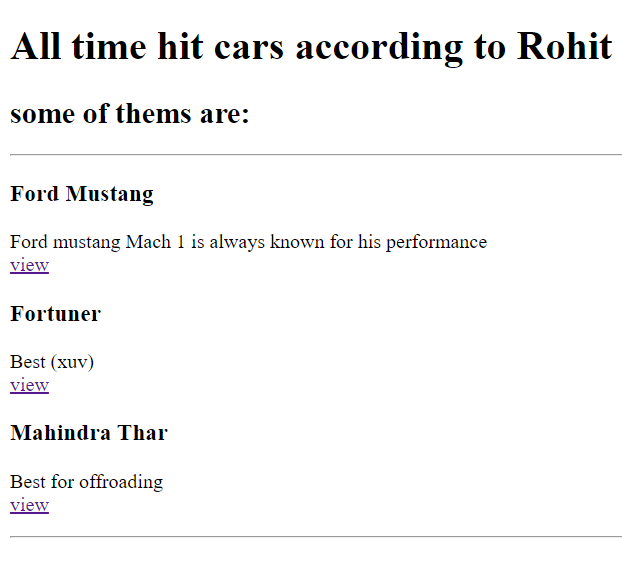 All time hit cars according to Rohit
some of thems are:
Ford Mustang
Ford mustang Mach 1 is always known for his performance
view
Fortuner
Best (xuv)
view
Mahindra Thar
Best for offroading
view